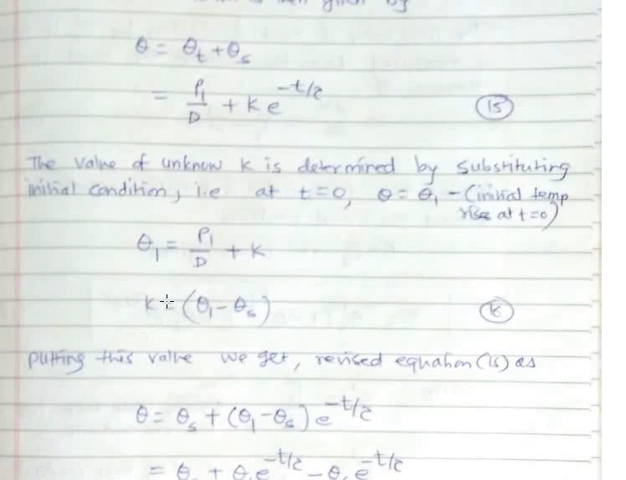 given by
θ = θt + θs
= P1/D + k e^-t/τ (15)
The value of unknow k is determined by substituting
initial condition, i.e at t=0, θ = θ1 - (initial temp
rise at t=0)
θ1 = P1/D + k
k = (θ1 - θs) (16)
putting this value we get, revised equation (15) as
θ = θs + (θ1 - θs) e^-t/τ
= θs + θ1 e^-t/τ - θs e^-t/τ